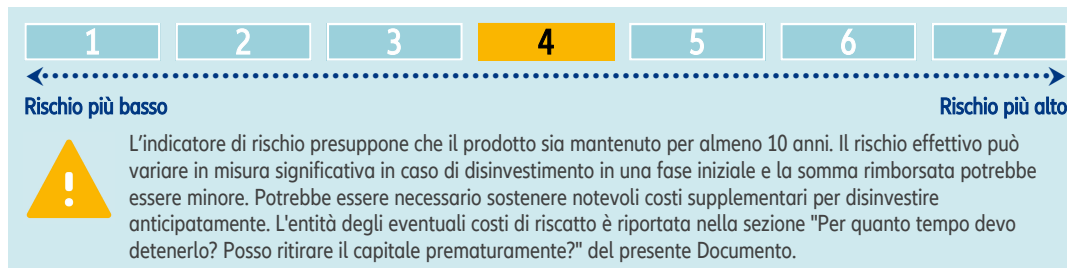 1 2 3 4 5 6 7
Rischio più basso Rischio più alto
L'indicatore di rischio presuppone che il prodotto sia mantenuto per almeno 10 anni. Il rischio effettivo può
variare in misura significativa in caso di disinvestimento in una fase iniziale e la somma rimborsata potrebbe
essere minore. Potrebbe essere necessario sostenere notevoli costi supplementari per disinvestire
anticipatamente. L'entità degli eventuali costi di riscatto è riportata nella sezione "Per quanto tempo devo
detenerlo? Posso ritirare il capitale prematuramente?" del presente Documento.